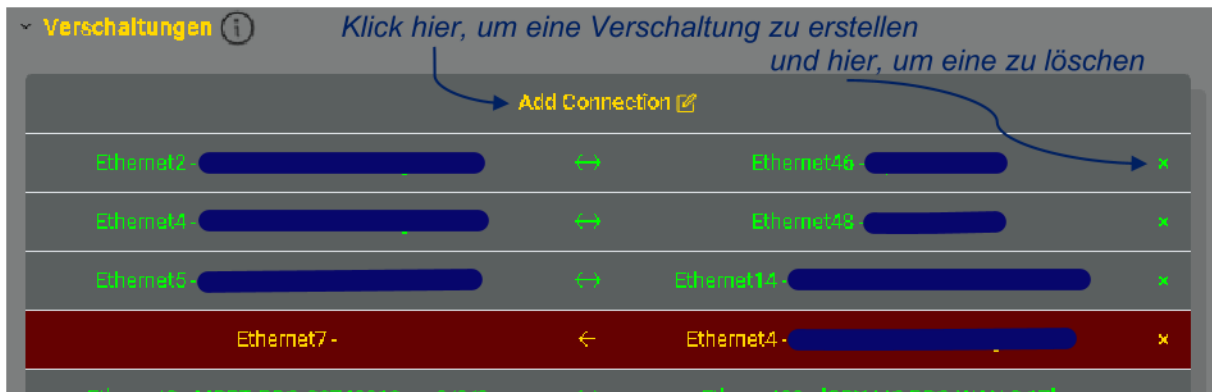 Verschaltungen i Klick hier, um eine Verschaltung zu erstellen
und hier, um eine zu löschen
Add Connection
Ethernet2 - ↔ Ethernet46 - ×
Ethernet4 - ↔ Ethernet48 - ×
Ethernet5 - ↔ Ethernet14 - ×
Ethernet7 - ← Ethernet4 - ×